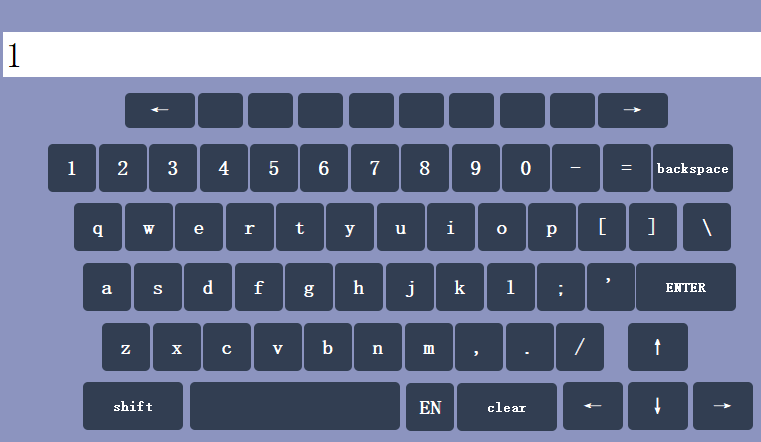 1
← →
1 2 3 4 5 6 7 8 9 0 - = backspace
q w e r t y u i o p [ ] \
a s d f g h j k l ; ' ENTER
z x c v b n m , . / ↑
shift EN clear ← ↓ →